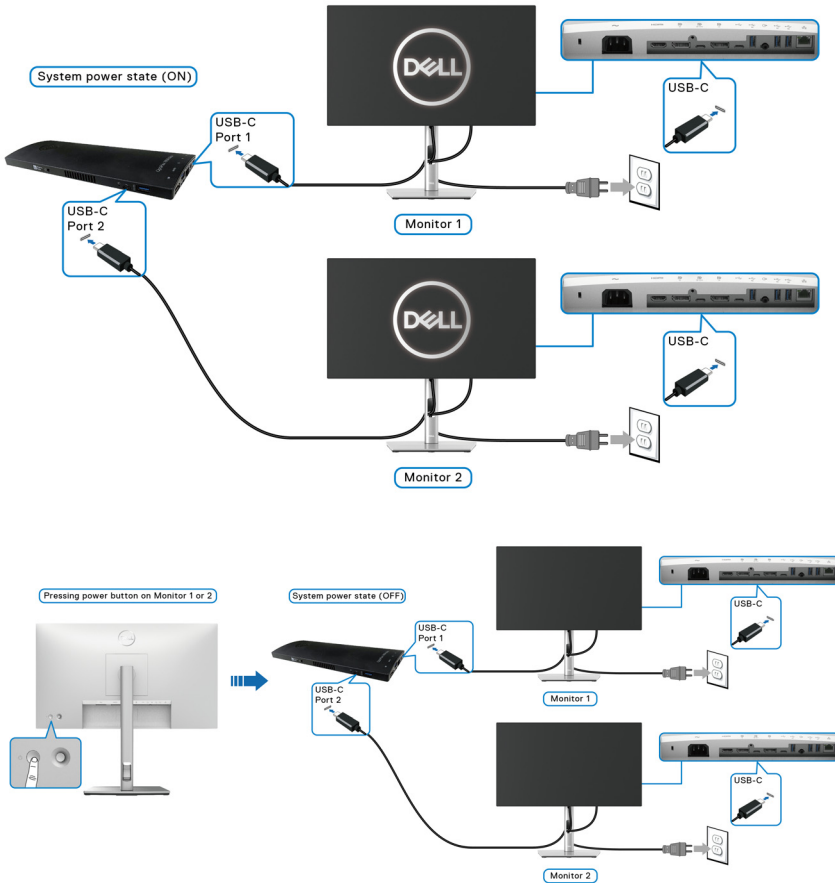 System power state (ON)
USB-C
Port 1
DELL
USB-C
Monitor 1
USB-C
Port 2
DELL
USB-C
Monitor 2
Pressing power button on Monitor 1 or 2
System power state (OFF)
USB-C
Port 1
USB-C
Monitor 1
USB-C
Port 2
USB-C
Monitor 2